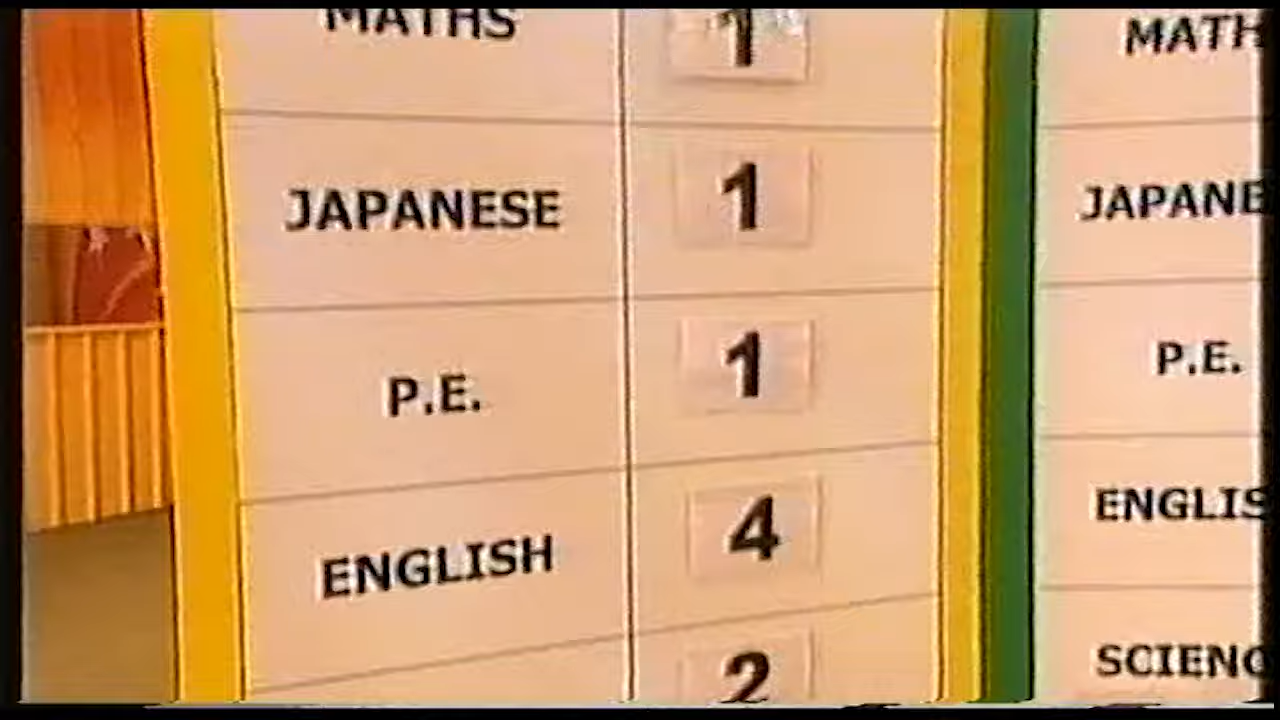 MATHS 1
JAPANESE 1
P.E. 1
ENGLISH 4
2
MATH
JAPANE
P.E.
ENGLIS
SCIENC